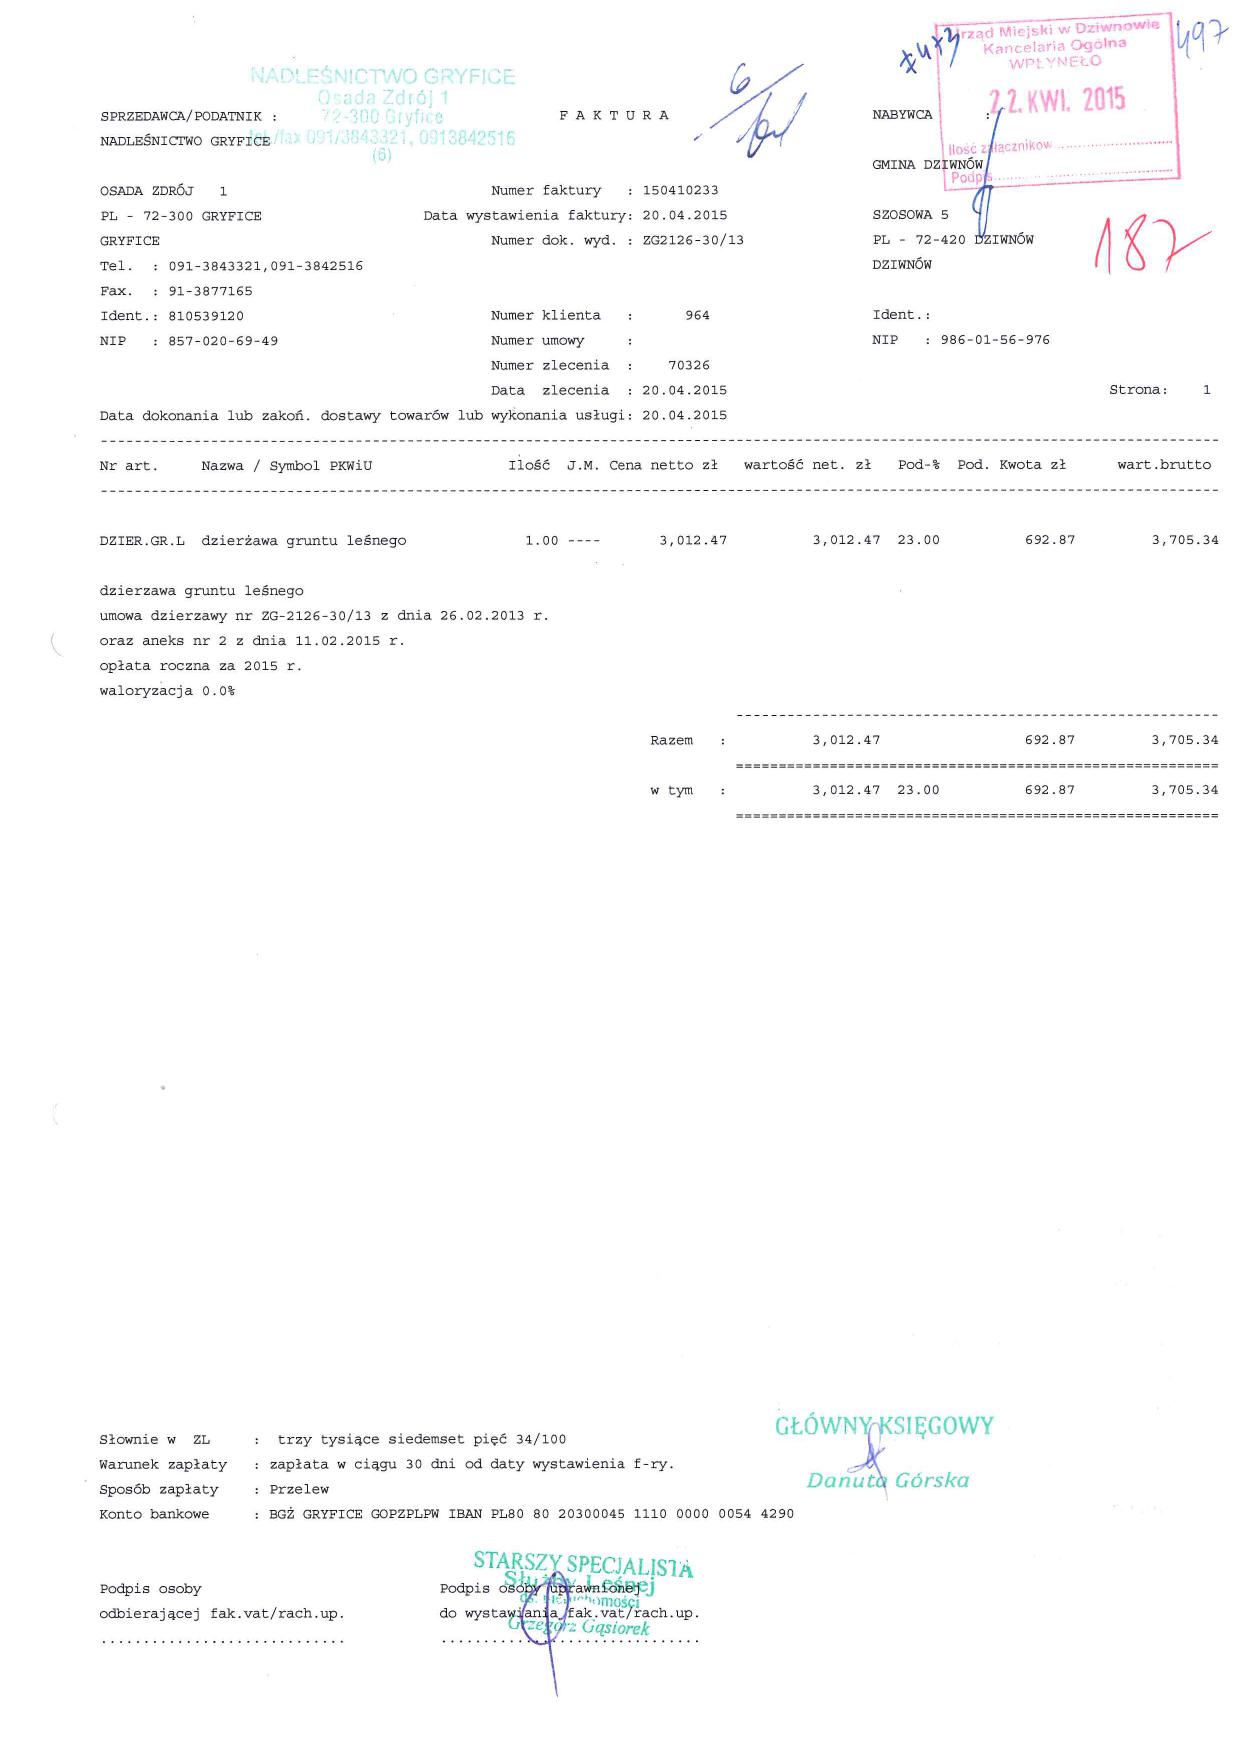 NADLEŚNICTWO GRYFICE
Osada Zdrój 1
72-300 Gryfice
tel./fax 091/3843321, 0913842516
(6)
Urząd Miejski w Dziwnowie
Kancelaria Ogólna
WPŁYNĘŁO
22. KWI. 2015
Ilość załączników
Podpis
497
187
6
SPRZEDAWCA/PODATNIK : F A K T U R A NABYWCA :
NADLEŚNICTWO GRYFICE
GMINA DZIWNÓW
OSADA ZDRÓJ 1 Numer faktury : 150410233
PL - 72-300 GRYFICE Data wystawienia faktury: 20.04.2015 SZOSOWA 5
GRYFICE Numer dok. wyd. : ZG2126-30/13 PL - 72-420 DZIWNÓW
Tel. : 091-3843321,091-3842516 DZIWNÓW
Fax. : 91-3877165
Ident.: 810539120 Numer klienta : 964 Ident.:
NIP : 857-020-69-49 Numer umowy : NIP : 986-01-56-976
Numer zlecenia : 70326
Data zlecenia : 20.04.2015 Strona: 1
Data dokonania lub zakoń. dostawy towarów lub wykonania usługi: 20.04.2015
Nr art. Nazwa / Symbol PKWiU Ilość J.M. Cena netto zł wartość net. zł Pod-% Pod. Kwota zł wart.brutto
DZIER.GR.L dzierżawa gruntu leśnego 1.00 ---- 3,012.47 3,012.47 23.00 692.87 3,705.34
dzierzawa gruntu leśnego
umowa dzierzawy nr ZG-2126-30/13 z dnia 26.02.2013 r.
oraz aneks nr 2 z dnia 11.02.2015 r.
opłata roczna za 2015 r.
waloryzacja 0.0%
Razem : 3,012.47 692.87 3,705.34
w tym : 3,012.47 23.00 692.87 3,705.34
GŁÓWNY KSIĘGOWY
Danuta Górska
Słownie w ZL : trzy tysiące siedemset pięć 34/100
Warunek zapłaty : zapłata w ciągu 30 dni od daty wystawienia f-ry.
Sposób zapłaty : Przelew
Konto bankowe : BGŻ GRYFICE GOPZPLPW IBAN PL80 80 20300045 1110 0000 0054 4290
STARSZY SPECJALISTA
Służby Leśnej
Grzegorz Gąsiorek
Podpis osoby Podpis osoby uprawnionej
odbierającej fak.vat/rach.up. do wystawiania fak.vat/rach.up.